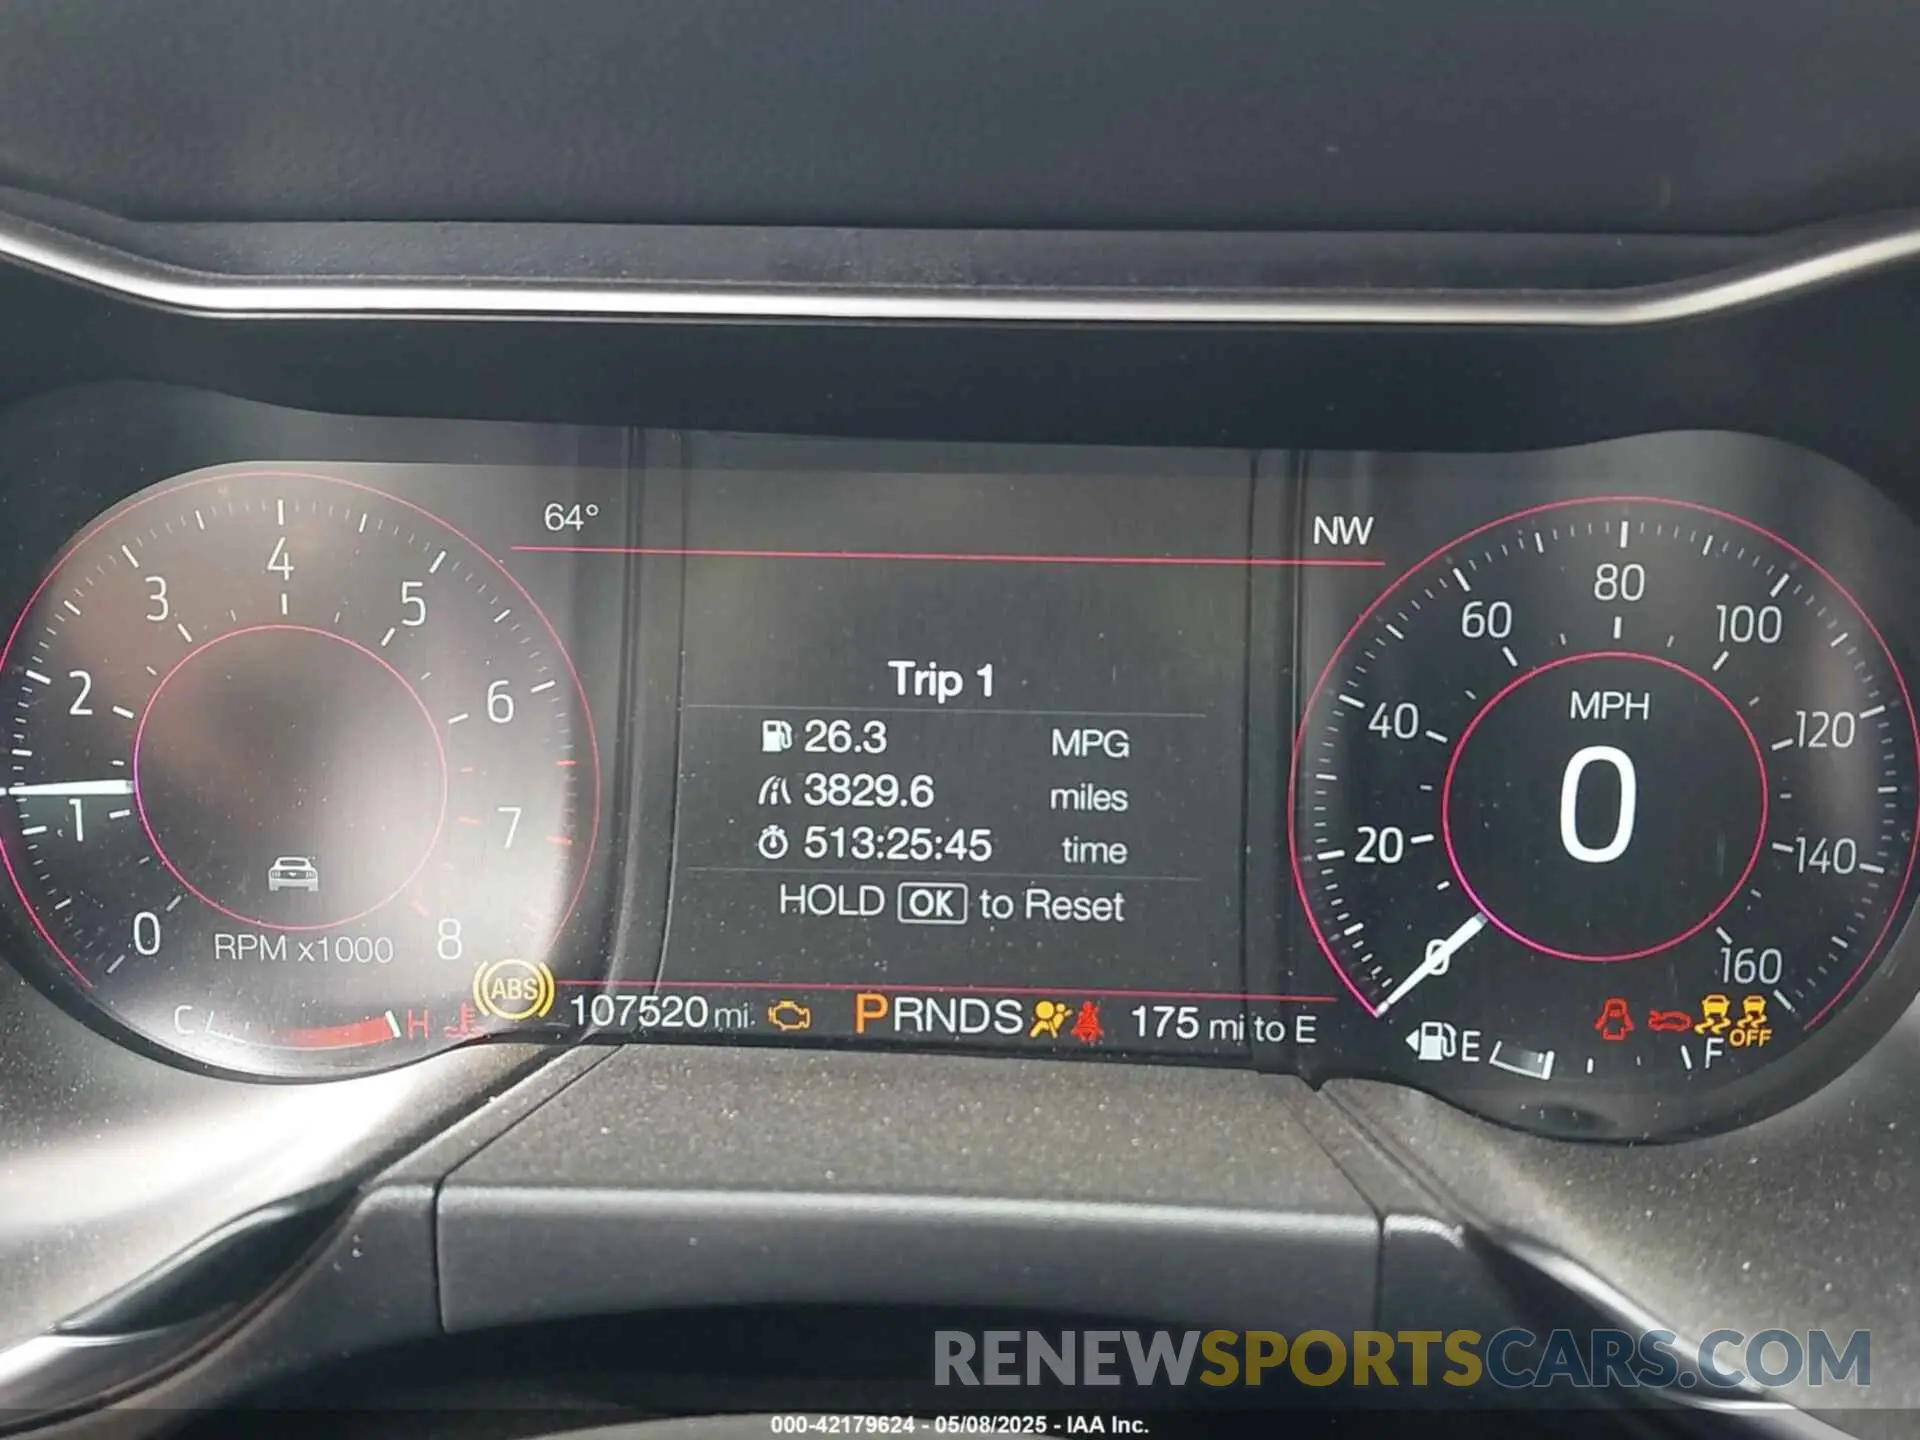 64° NW
4
3 5
2 6
1 7
0 8
RPM x1000
C H
ABS
Trip 1
26.3 MPG
3829.6 miles
513:25:45 time
HOLD OK to Reset
107520 mi PRNDS 175 mi to E
80
60 100
40 120
20 140
0 160
MPH
0
E F
OFF
RENEWSPORTSCARS.COM
000-42179624 - 05/08/2025 - IAA Inc.